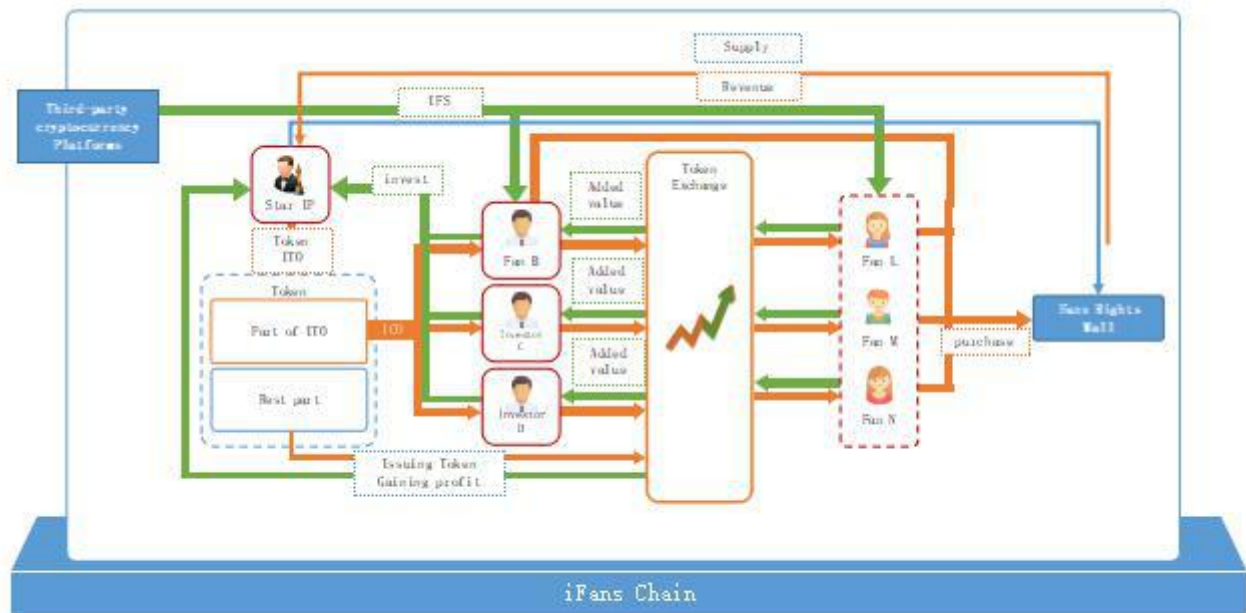 Supply
Revenue
Third-party
cryptocurrency
Platforms
IFS
Star IP
invest
Token
ITO
Token
Part of ITO
Rest part
Fan B
Investor
C
Investor
D
Added
value
Added
value
Added
value
Token
Exchange
Fan L
Fan M
Fan N
purchase
Fans Rights
Mall
Issuing Token
Gaining profit
iFans Chain